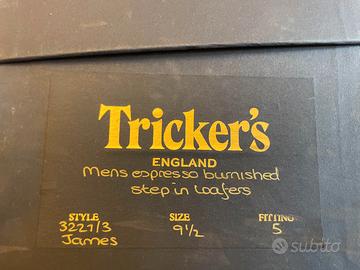 Tricker's
ENGLAND
Mens espresso burnished
step in loafers
STYLE SIZE FITTING
3227/3 9½ 5
James
subito